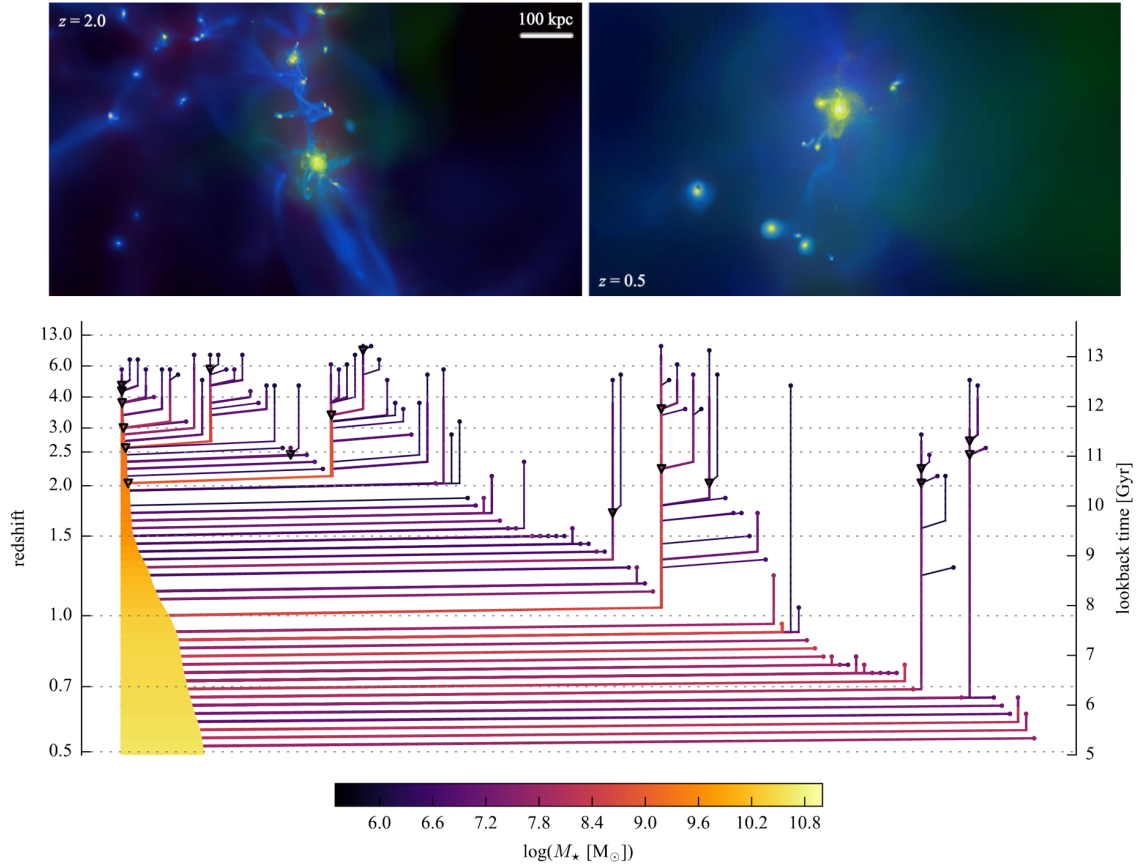 z = 2.0
100 kpc
z = 0.5
redshift
13.0
6.0
4.0
3.0
2.5
2.0
1.5
1.0
0.7
0.5
13
12
11
10
9
8
7
6
5
lookback time [Gyr]
6.0 6.6 7.2 7.8 8.4 9.0 9.6 10.2 10.8
log(M⋆ [M⊙])